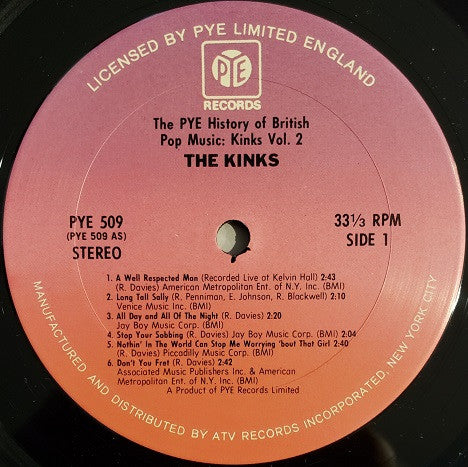 LICENSED BY PYE LIMITED ENGLAND
PYE
RECORDS
The PYE History of British
Pop Music: Kinks Vol. 2
THE KINKS
PYE 509
(PYE 509 AS)
STEREO
33⅓ RPM
SIDE 1
1. A Well Respected Man (Recorded Live at Kelvin Hall) 2:43
(R. Davies) American Metropolitan Ent. of N.Y. Inc. (BMI)
2. Long Tall Sally (R. Penniman, E. Johnson, R. Blackwell) 2:10
Venice Music Inc. (BMI)
3. All Day and All Of The Night (R. Davies) 2:20
Jay Boy Music Corp. (BMI)
4. Stop Your Sobbing (R. Davies) Jay Boy Music Corp. (BMI) 2:04
5. Nothin' In The World Can Stop Me Worrying 'bout That Girl 2:40
(R. Davies) Piccadilly Music Corp. (BMI)
6. Don't You Fret (R. Davies) 2:42
Associated Music Publishers Inc. & American
Metropolitan Ent. of N.Y. Inc. (BMI)
A Product of PYE Records Limited
MANUFACTURED AND DISTRIBUTED BY ATV RECORDS INCORPORATED, NEW YORK CITY